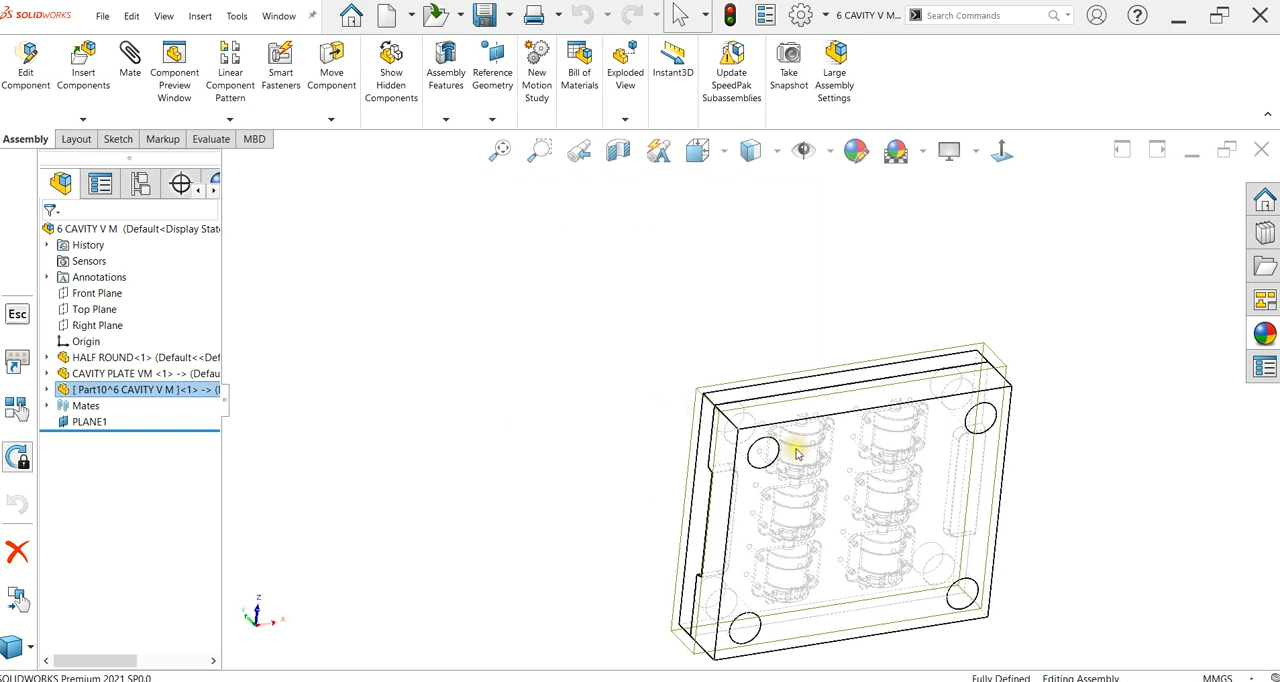 SOLIDWORKS File Edit View Insert Tools Window 6 CAVITY V M... Search Commands
Edit Component
Insert Components
Mate
Component Preview Window
Linear Component Pattern
Smart Fasteners
Move Component
Show Hidden Components
Assembly Features
Reference Geometry
New Motion Study
Bill of Materials
Exploded View
Instant3D
Update SpeedPak Subassemblies
Take Snapshot
Large Assembly Settings
Assembly Layout Sketch Markup Evaluate MBD
6 CAVITY V M (Default<Display Stat
History
Sensors
Annotations
Front Plane
Top Plane
Right Plane
Origin
HALF ROUND<1> (Default<<Def
CAVITY PLATE VM <1> -> (Defau
[ Part10^6 CAVITY V M ]<1> -> (
Mates
PLANE1
Esc
Z
Y
X
SOLIDWORKS Premium 2021 SP0.0 Fully Defined Editing Assembly MMGS